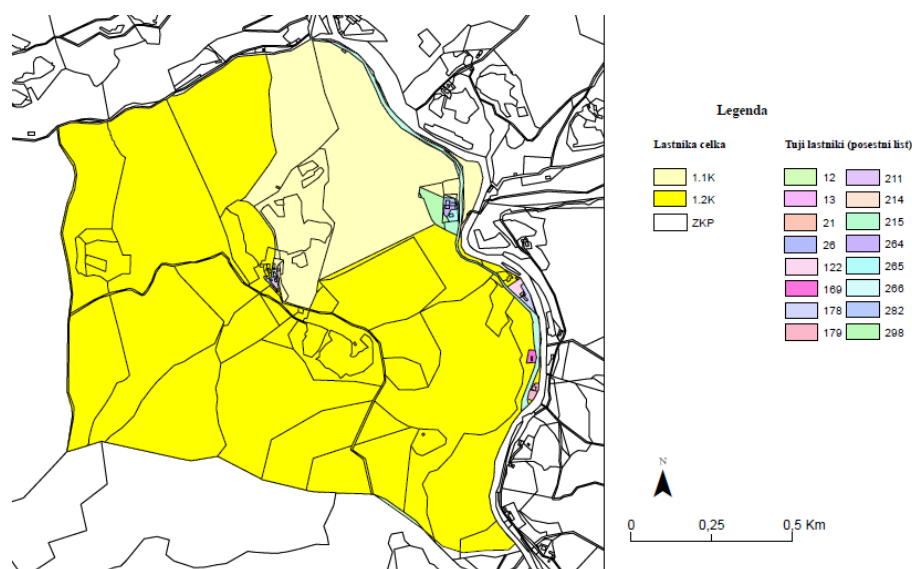 Legenda
Lastnika celka
1.1K
1.2K
ZKP
Tuji lastniki (posestni list)
12
13
21
26
122
169
178
179
211
214
215
264
265
266
282
298
N
0 0,25 0,5 Km